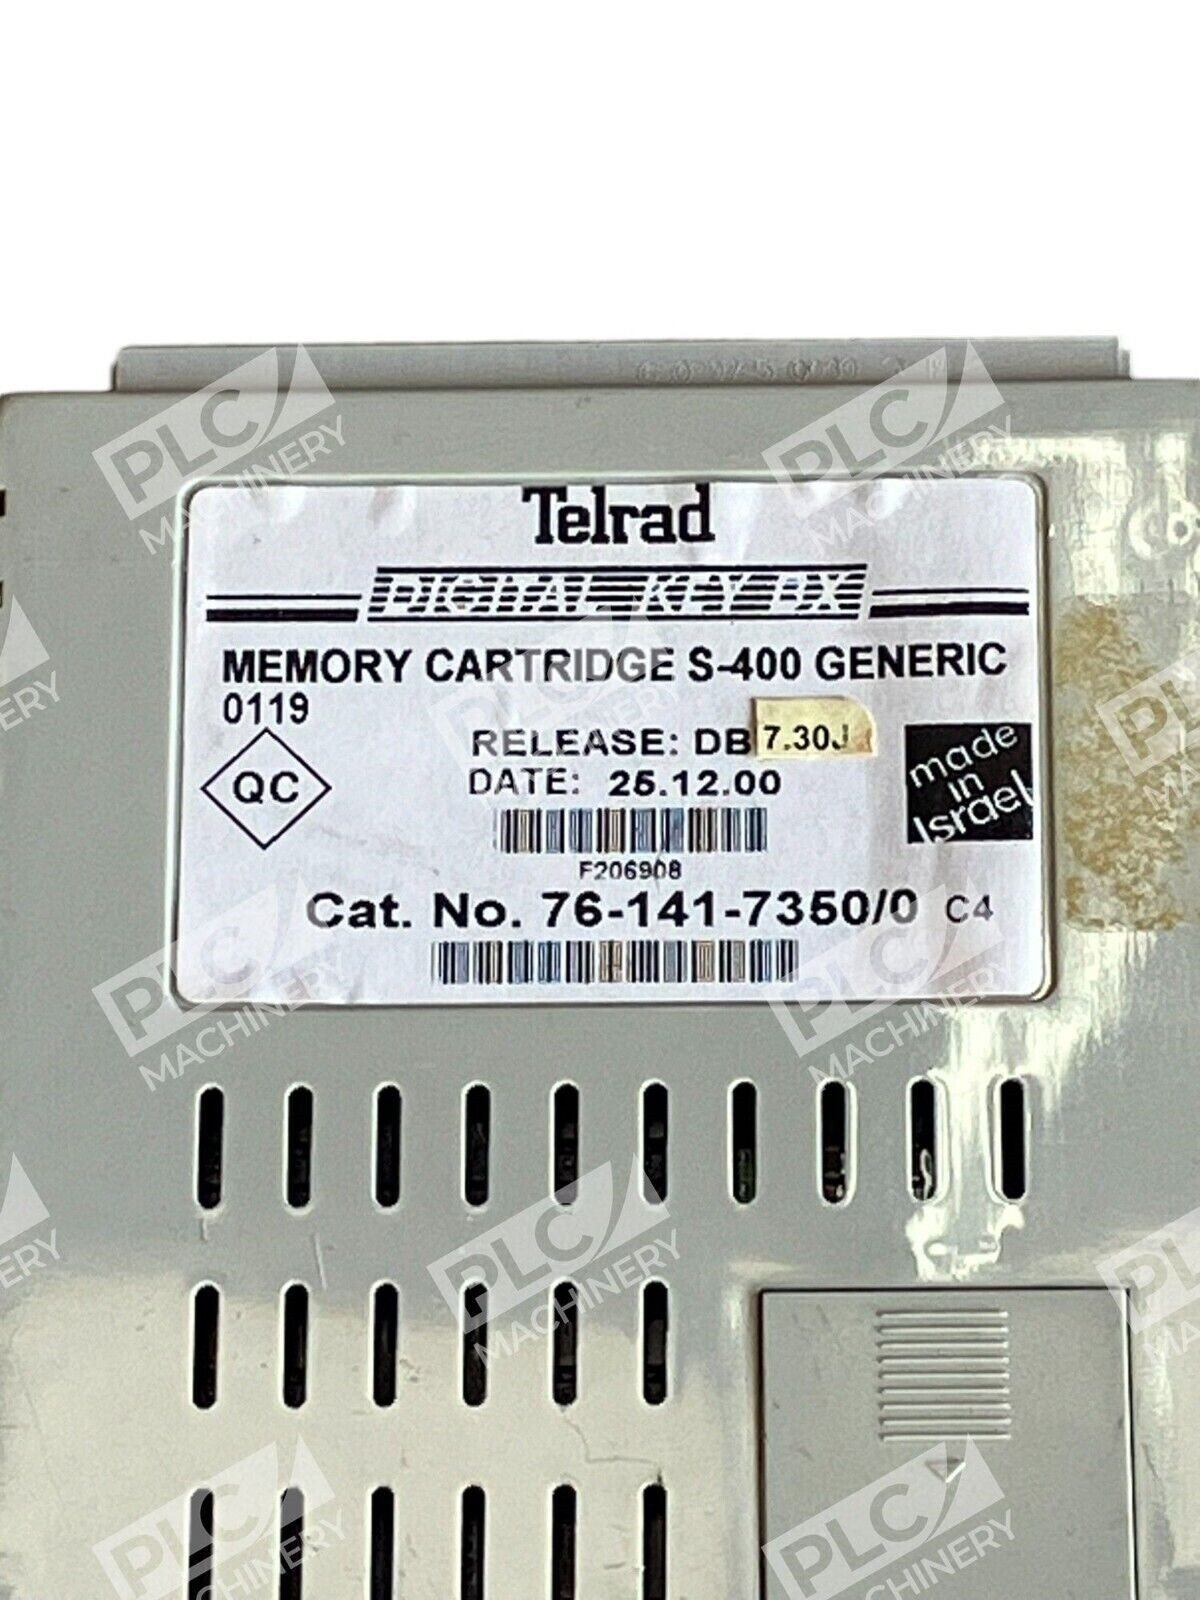 Telrad
DIGITAL KEY BX
MEMORY CARTRIDGE S-400 GENERIC
0119
RELEASE: DB 7.30J
QC
DATE: 25.12.00
made
in
Israel
F206908
Cat. No. 76-141-7350/0 C4
PLC
MACHINERY